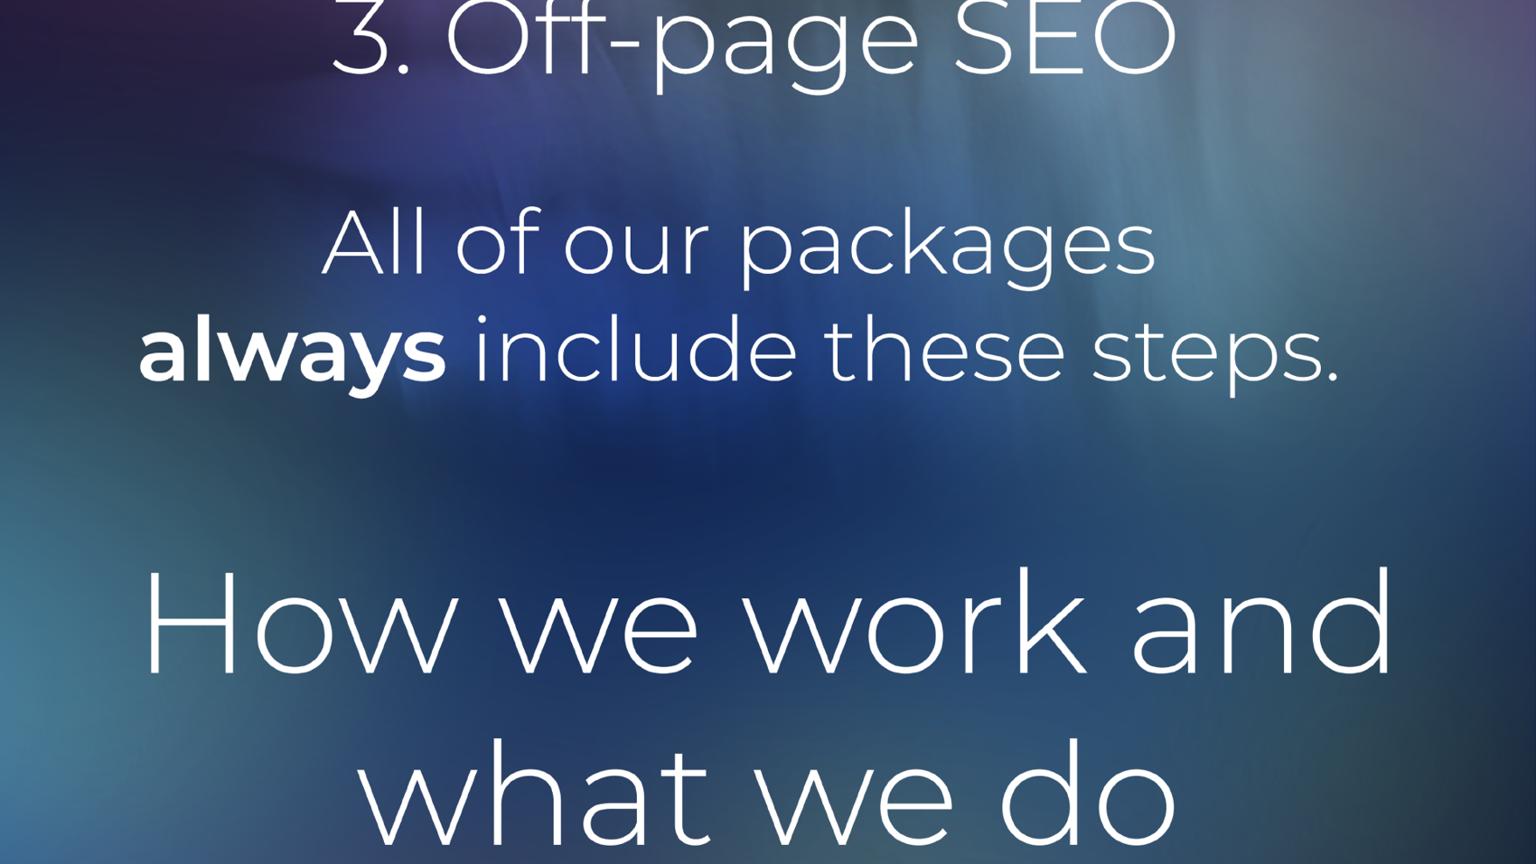 3. Off-page SEO
All of our packages
always include these steps.
How we work and
what we do